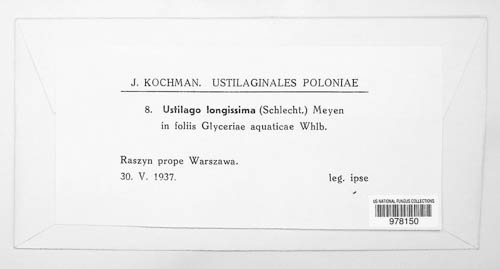 J. KOCHMAN. USTILAGINALES POLONIAE
8. Ustilago longissima (Schlecht.) Meyen
in foliis Glyceriae aquaticae Whlb.
Raszyn prope Warszawa.
30. V. 1937. leg. ipse
US NATIONAL FUNGUS COLLECTIONS
978150